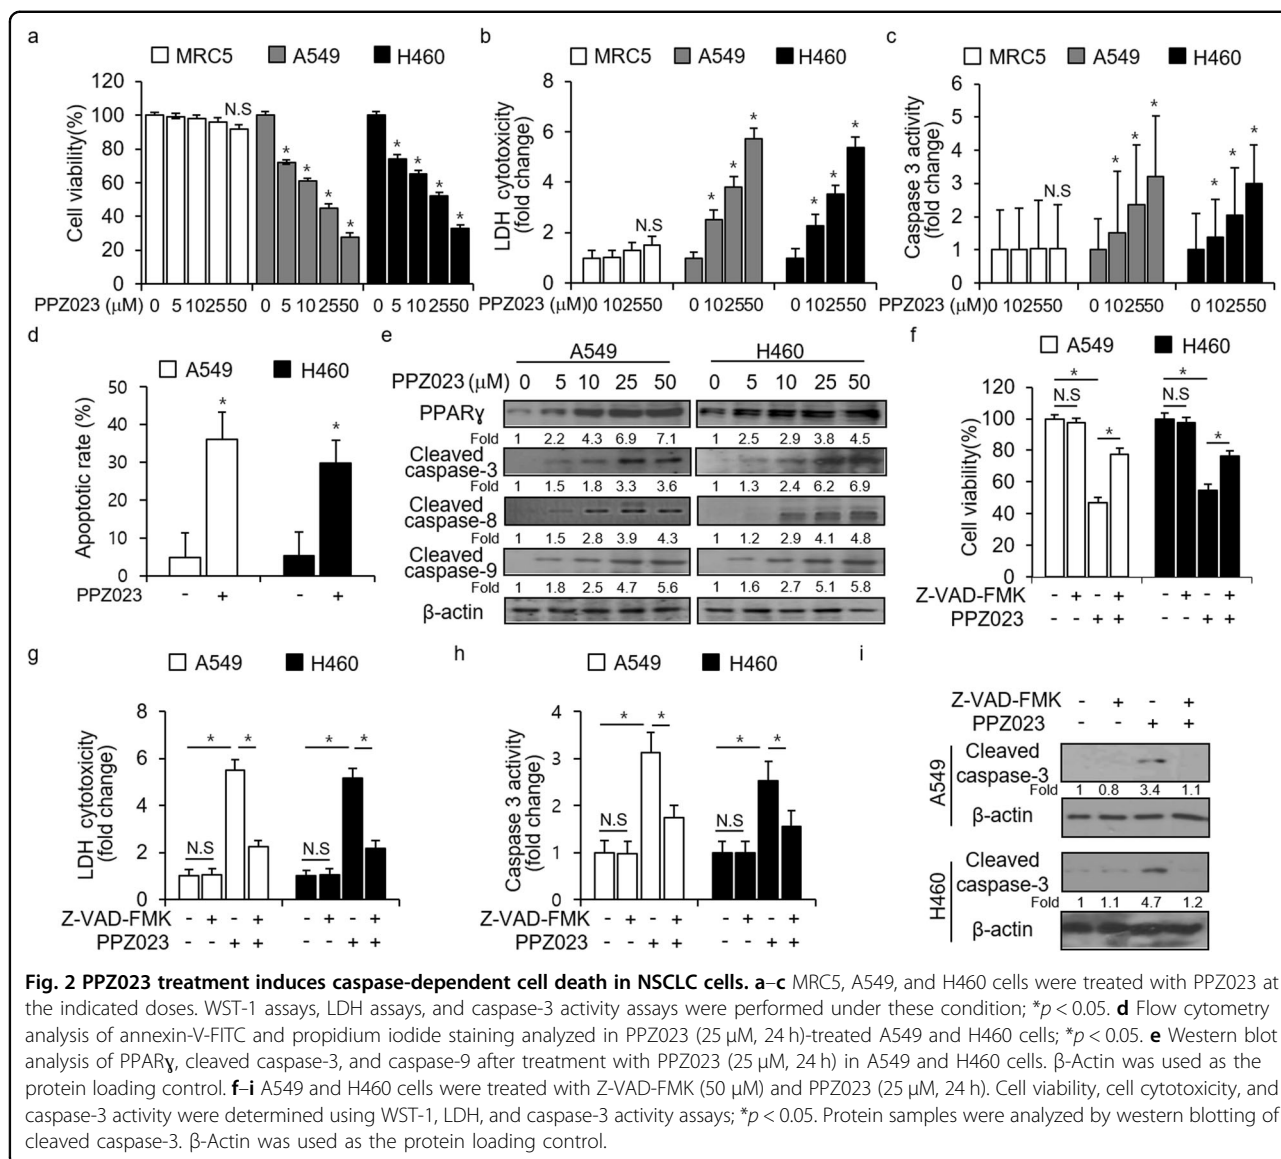 a
MRC5 A549 H460
Cell viability(%)
120
100
80
60
40
20
0
N.S
* * * *
* * * *
PPZ023 (μM) 0 5 10 25 50 0 5 10 25 50 0 5 10 25 50
b
MRC5 A549 H460
LDH cytotoxicity
(fold change)
8
6
4
2
0
N.S
* * *
* * *
PPZ023 (μM) 0 10 25 50 0 10 25 50 0 10 25 50
c
MRC5 A549 H460
Caspase 3 activity
(fold change)
6
5
4
3
2
1
0
N.S
* * *
* * *
PPZ023 (μM) 0 10 25 50 0 10 25 50 0 10 25 50
d
A549 H460
Apoptotic rate (%)
50
40
30
20
10
0
* *
PPZ023 - + - +
e
A549 H460
PPZ023 (μM) 0 5 10 25 50 0 5 10 25 50
PPARɣ
Fold 1 2.2 4.3 6.9 7.1 1 2.5 2.9 3.8 4.5
Cleaved
caspase-3
Fold 1 1.5 1.8 3.3 3.6 1 1.3 2.4 6.2 6.9
Cleaved
caspase-8
Fold 1 1.5 2.8 3.9 4.3 1 1.2 2.9 4.1 4.8
Cleaved
caspase-9
Fold 1 1.8 2.5 4.7 5.6 1 1.6 2.7 5.1 5.8
β-actin
f
A549 H460
Cell viability(%)
120
100
80
60
40
20
0
* *
N.S * N.S *
Z-VAD-FMK - + - + - + - +
PPZ023 - - + + - - + +
g
A549 H460
LDH cytotoxicity
(fold change)
8
6
4
2
0
* * * *
N.S N.S
Z-VAD-FMK - + - + - + - +
PPZ023 - - + + - - + +
h
A549 H460
Caspase 3 activity
(fold change)
4
3
2
1
0
* * * *
N.S N.S
Z-VAD-FMK - + - + - + - +
PPZ023 - - + + - - + +
i
Z-VAD-FMK - + - +
PPZ023 - - + +
A549
Cleaved
caspase-3
Fold 1 0.8 3.4 1.1
β-actin
H460
Cleaved
caspase-3
Fold 1 1.1 4.7 1.2
β-actin
Fig. 2 PPZ023 treatment induces caspase-dependent cell death in NSCLC cells. a–c MRC5, A549, and H460 cells were treated with PPZ023 at
the indicated doses. WST-1 assays, LDH assays, and caspase-3 activity assays were performed under these condition; *p < 0.05. d Flow cytometry
analysis of annexin-V-FITC and propidium iodide staining analyzed in PPZ023 (25 μM, 24 h)-treated A549 and H460 cells; *p < 0.05. e Western blot
analysis of PPARɣ, cleaved caspase-3, and caspase-9 after treatment with PPZ023 (25 μM, 24 h) in A549 and H460 cells. β-Actin was used as the
protein loading control. f–i A549 and H460 cells were treated with Z-VAD-FMK (50 μM) and PPZ023 (25 μM, 24 h). Cell viability, cell cytotoxicity, and
caspase-3 activity were determined using WST-1, LDH, and caspase-3 activity assays; *p < 0.05. Protein samples were analyzed by western blotting of
cleaved caspase-3. β-Actin was used as the protein loading control.